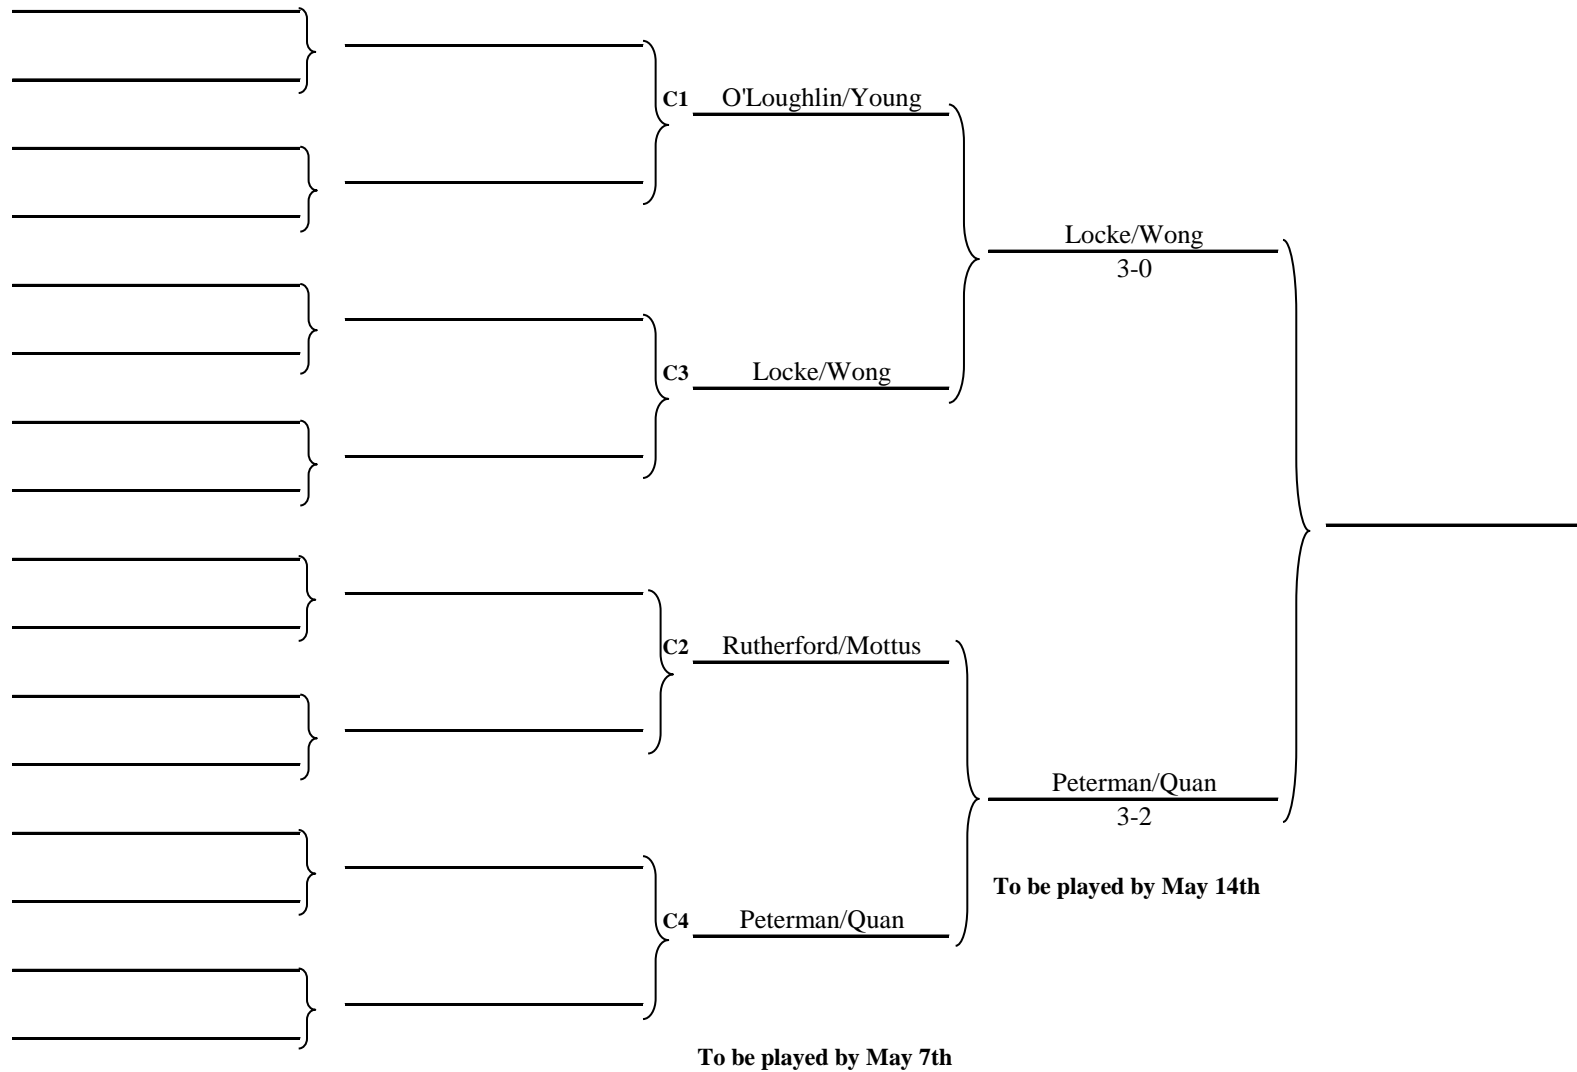 C1 O'Loughlin/Young
Locke/Wong
3-0
C3 Locke/Wong
C2 Rutherford/Mottus
Peterman/Quan
3-2
To be played by May 14th
C4 Peterman/Quan
To be played by May 7th